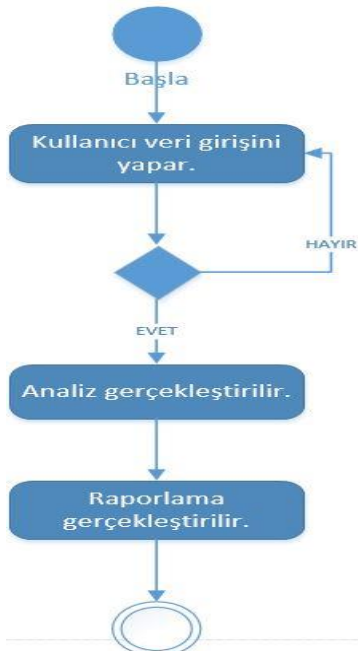 Başla
Kullanıcı veri girişini
yapar.
HAYIR
EVET
Analiz gerçekleştirilir.
Raporlama
gerçekleştirilir.